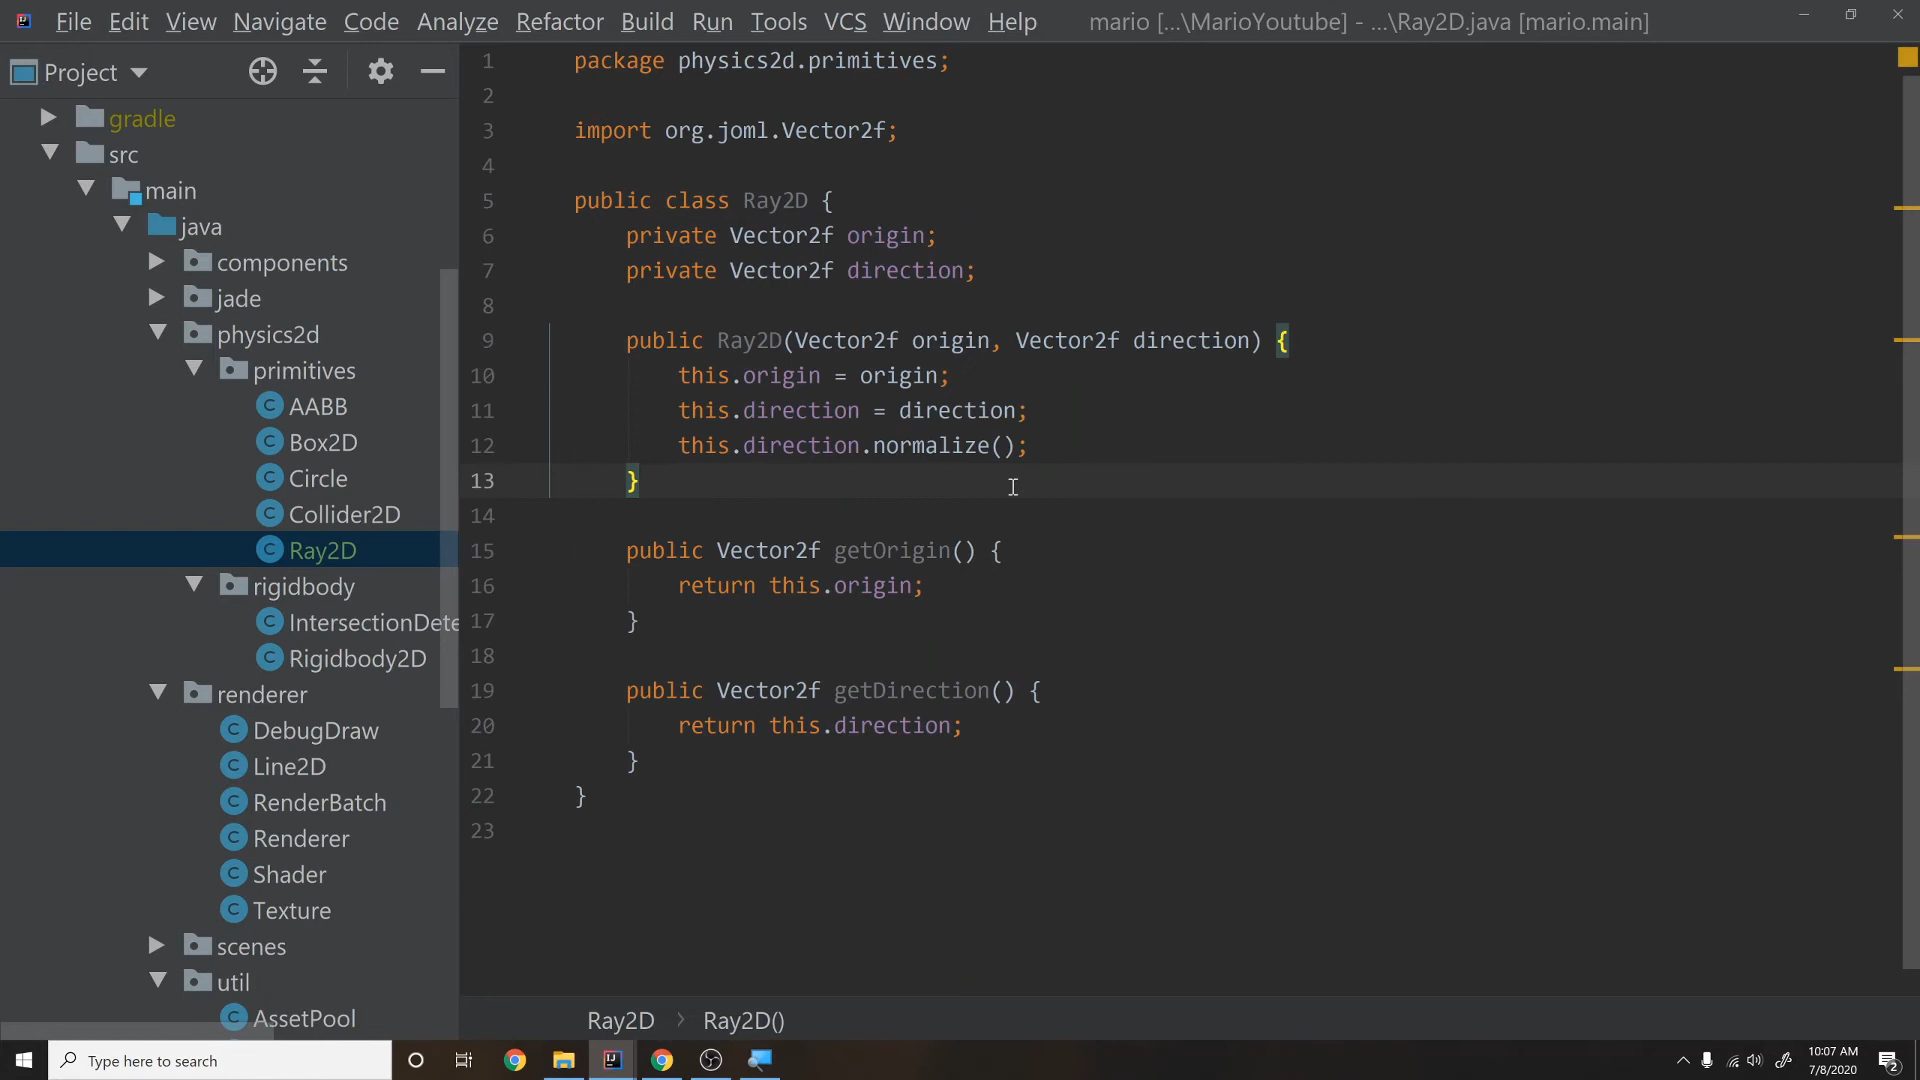 File Edit View Navigate Code Analyze Refactor Build Run Tools VCS Window Help mario [...\MarioYoutube] - ...\Ray2D.java [mario.main]
Project
gradle
src
main
java
components
jade
physics2d
primitives
AABB
Box2D
Circle
Collider2D
Ray2D
rigidbody
IntersectionDete
Rigidbody2D
renderer
DebugDraw
Line2D
RenderBatch
Renderer
Shader
Texture
scenes
util
AssetPool
1 package physics2d.primitives;
2
3 import org.joml.Vector2f;
4
5 public class Ray2D {
6 private Vector2f origin;
7 private Vector2f direction;
8
9 public Ray2D(Vector2f origin, Vector2f direction) {
10 this.origin = origin;
11 this.direction = direction;
12 this.direction.normalize();
13 }
14
15 public Vector2f getOrigin() {
16 return this.origin;
17 }
18
19 public Vector2f getDirection() {
20 return this.direction;
21 }
22 }
23
Ray2D > Ray2D()
Type here to search
10:07 AM
7/8/2020
2